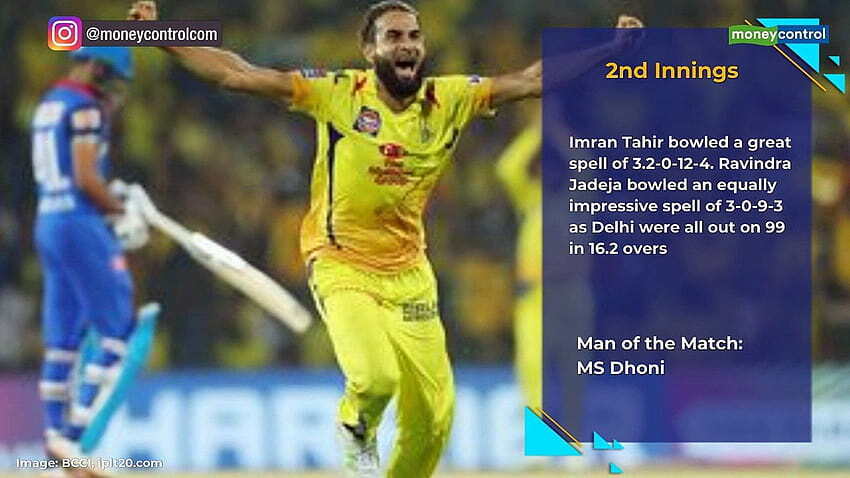 @moneycontrolcom
moneycontrol
2nd Innings
Imran Tahir bowled a great
spell of 3.2-0-12-4. Ravindra
Jadeja bowled an equally
impressive spell of 3-0-9-3
as Delhi were all out on 99
in 16.2 overs
Man of the Match:
MS Dhoni
41
Image: BCCI, iplt20.com